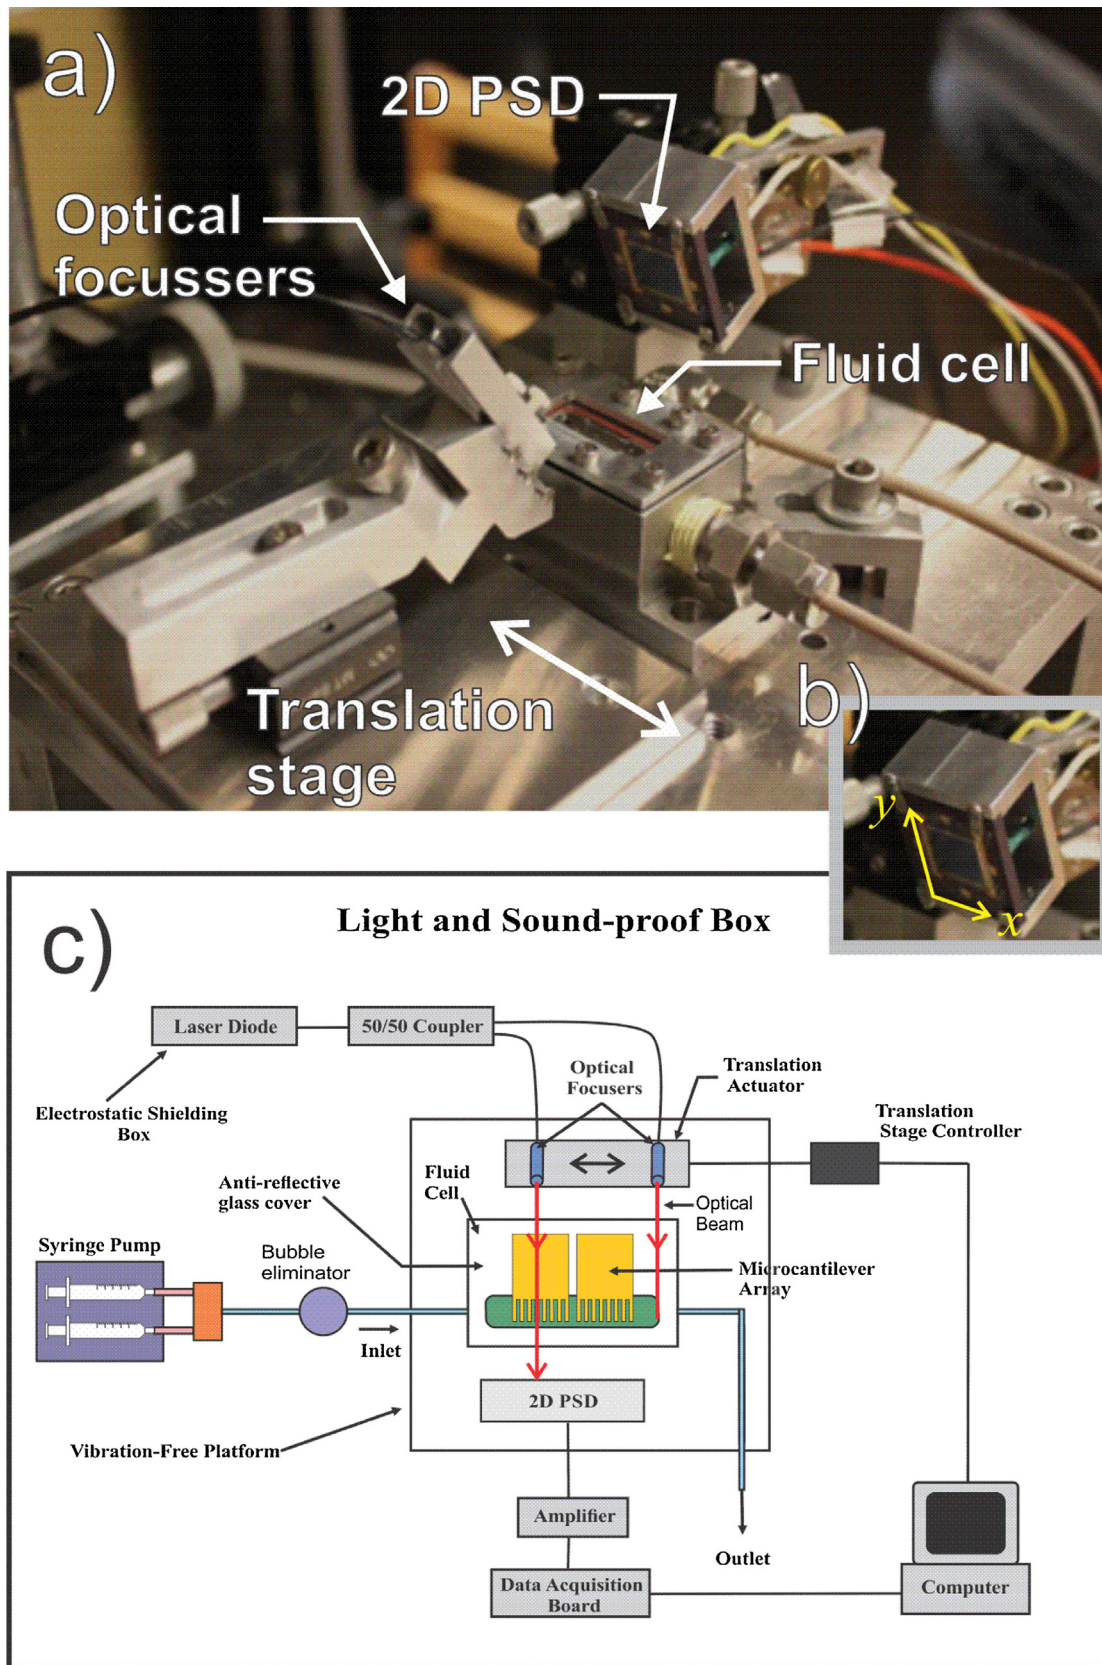 a)
2D PSD
Optical
focussers
Fluid cell
Translation
stage
b)
y
x
c)
Light and Sound-proof Box
Laser Diode
50/50 Coupler
Optical
Focusers
Translation
Actuator
Electrostatic Shielding
Box
Translation
Stage Controller
Anti-reflective
glass cover
Fluid
Cell
Optical
Beam
Syringe Pump
Bubble
eliminator
Microcantilever
Array
Inlet
2D PSD
Vibration-Free Platform
Amplifier
Outlet
Data Acquisition
Board
Computer